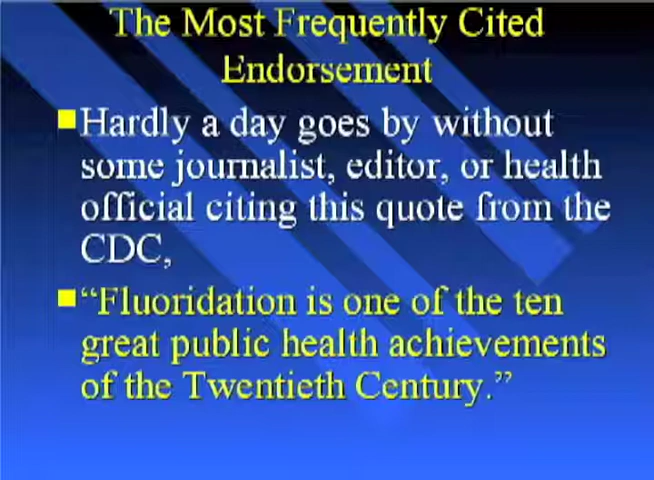 The Most Frequently Cited
Endorsement
Hardly a day goes by without
some journalist, editor, or health
official citing this quote from the
CDC,
“Fluoridation is one of the ten
great public health achievements
of the Twentieth Century.”